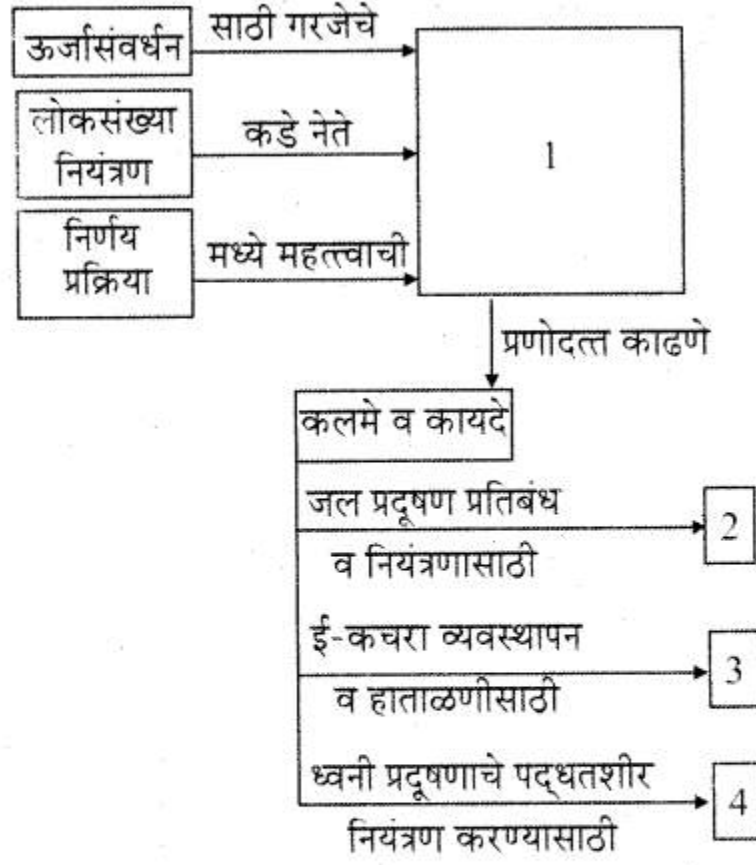 ऊर्जासंवर्धन
साठी गरजेचे
लोकसंख्या
नियंत्रण
कडे नेते
1
निर्णय
प्रक्रिया
मध्ये महत्त्वाची
प्रणोदत्त काढणे
कलमे व कायदे
जल प्रदूषण प्रतिबंध
व नियंत्रणासाठी
2
ई-कचरा व्यवस्थापन
व हाताळणीसाठी
3
ध्वनी प्रदूषणाचे पद्धतशीर
नियंत्रण करण्यासाठी
4